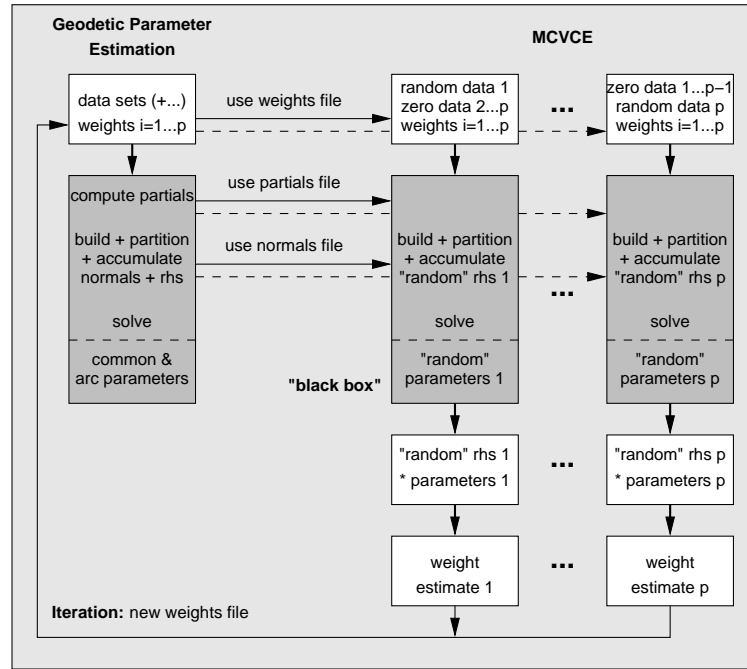 Geodetic Parameter
Estimation
MCVCE
data sets (+...)
weights i=1...p
use weights file
random data 1
zero data 2...p
weights i=1...p
...
zero data 1...p−1
random data p
weights i=1...p
compute partials
build + partition
+ accumulate
normals + rhs
solve
common &
arc parameters
use partials file
use normals file
build + partition
+ accumulate
"random" rhs 1
solve
"random"
parameters 1
"black box"
...
build + partition
+ accumulate
"random" rhs p
solve
"random"
parameters p
"random" rhs 1
* parameters 1
...
"random" rhs p
* parameters p
weight
estimate 1
...
weight
estimate p
Iteration: new weights file